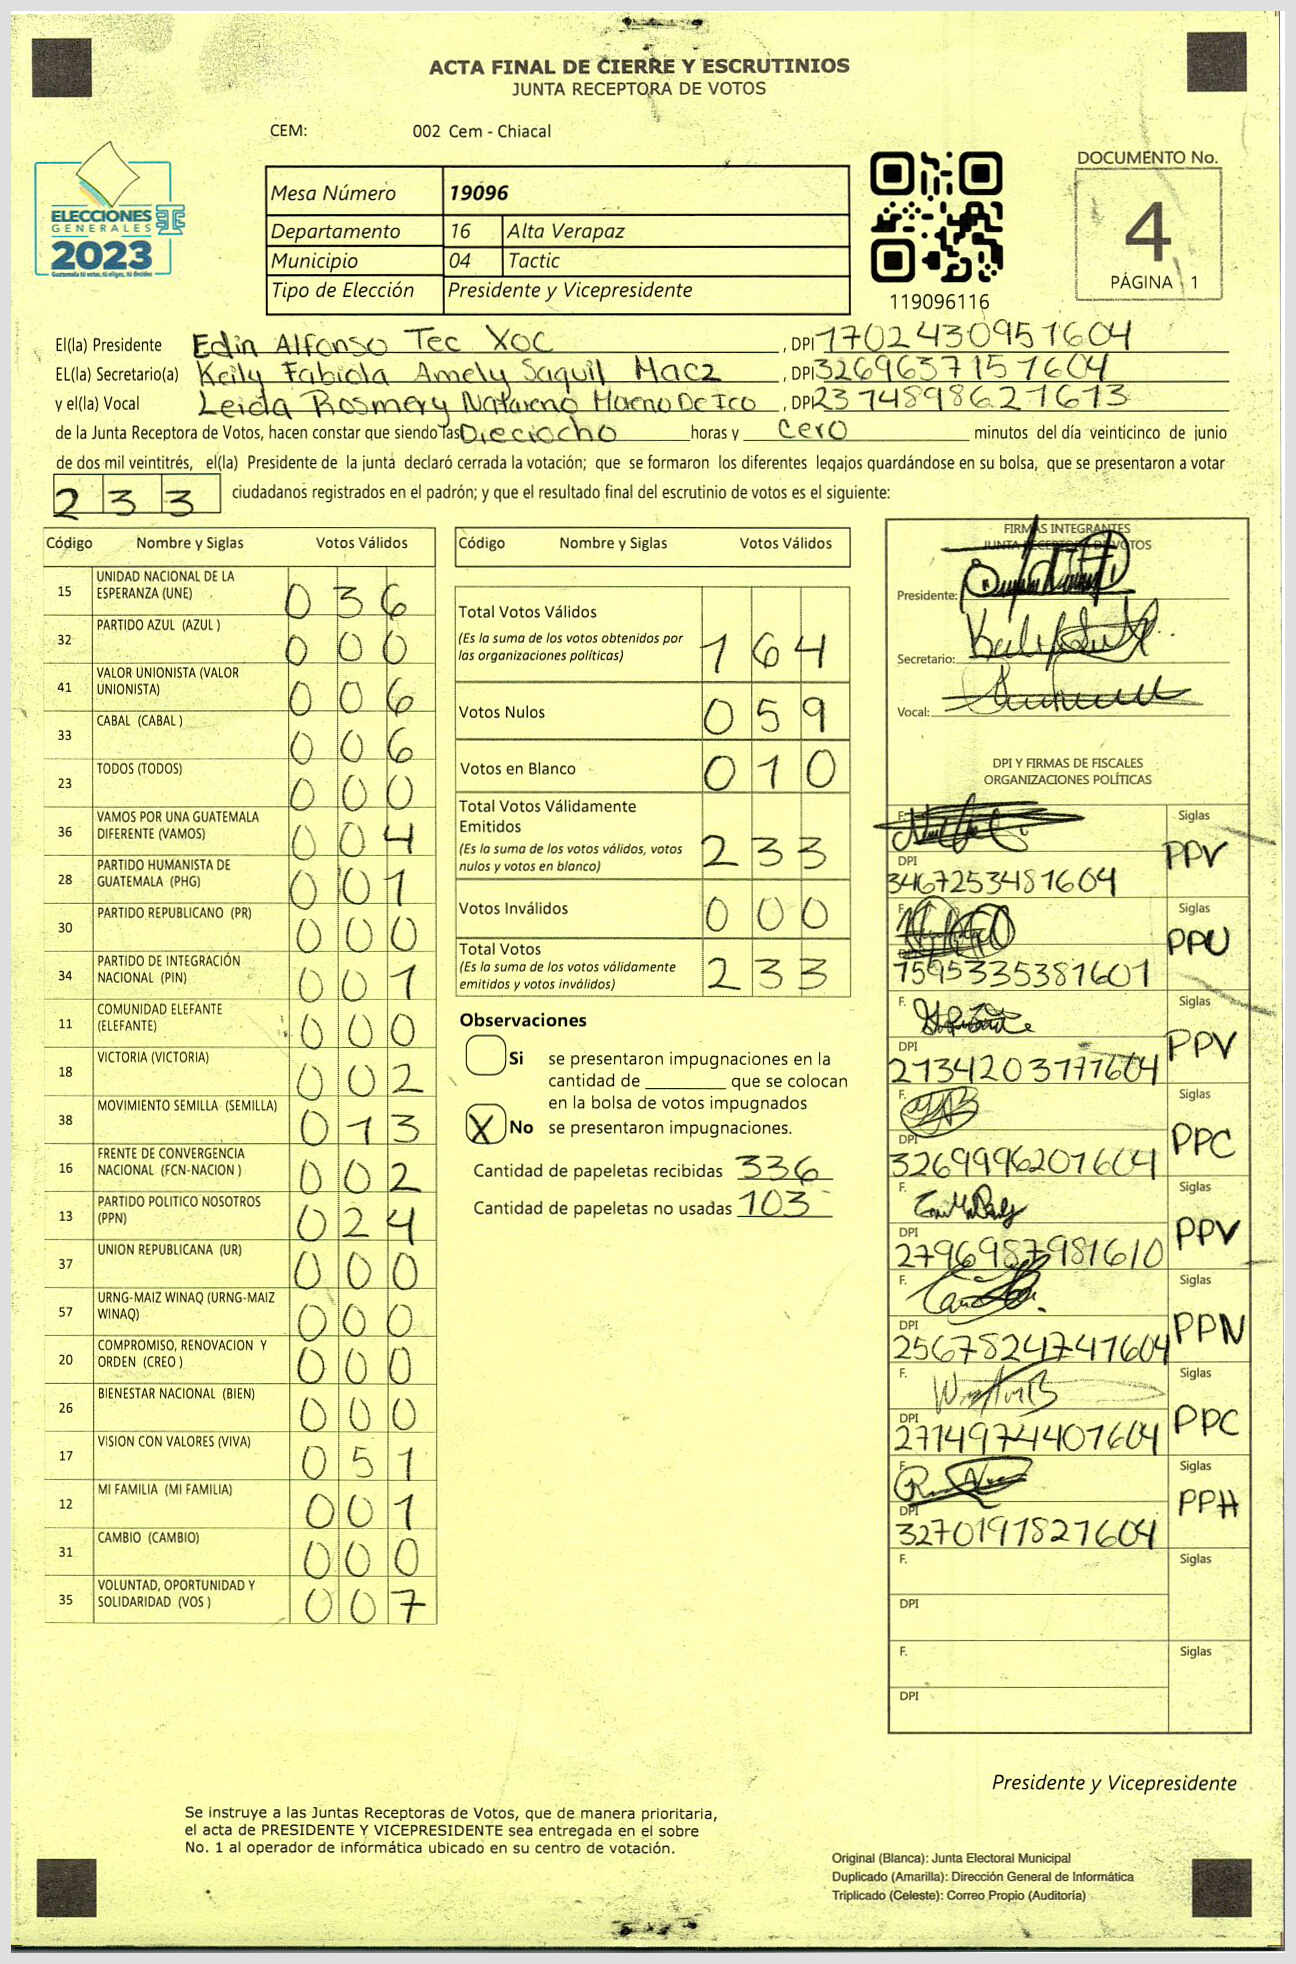 ACTA FINAL DE CIERRE Y ESCRUTINIOS
JUNTA RECEPTORA DE VOTOS
CEM: 002 Cem - Chiacal
ELECCIONES
GENERALES
2023
Guatemala tú votas, tú eliges, tú decides
Mesa Número 19096
Departamento 16 Alta Verapaz
Municipio 04 Tactic
Tipo de Elección Presidente y Vicepresidente
119096116
DOCUMENTO No.
4
PÁGINA 1
El(la) Presidente Edin Alfonso Tec Xoc, DPI 1702430951604
EL(la) Secretario(a) Keily Fabiola Amely Saquil Macz, DPI 3269637151604
y el(la) Vocal Leida Rosmery Natareno Moreno De Ico, DPI 2374898621613
de la Junta Receptora de Votos, hacen constar que siendo las Dieciocho horas y cero minutos del día veinticinco de junio
de dos mil veintitrés, el(la) Presidente de la junta declaró cerrada la votación; que se formaron los diferentes legajos guardándose en su bolsa, que se presentaron a votar
233 ciudadanos registrados en el padrón; y que el resultado final del escrutinio de votos es el siguiente:
Código Nombre y Siglas Votos Válidos
15 UNIDAD NACIONAL DE LA ESPERANZA (UNE) 036
32 PARTIDO AZUL (AZUL ) 000
41 VALOR UNIONISTA (VALOR UNIONISTA) 006
33 CABAL (CABAL ) 006
23 TODOS (TODOS) 000
36 VAMOS POR UNA GUATEMALA DIFERENTE (VAMOS) 004
28 PARTIDO HUMANISTA DE GUATEMALA (PHG) 001
30 PARTIDO REPUBLICANO (PR) 000
34 PARTIDO DE INTEGRACIÓN NACIONAL (PIN) 001
11 COMUNIDAD ELEFANTE (ELEFANTE) 000
18 VICTORIA (VICTORIA) 002
38 MOVIMIENTO SEMILLA (SEMILLA) 013
16 FRENTE DE CONVERGENCIA NACIONAL (FCN-NACION ) 002
13 PARTIDO POLITICO NOSOTROS (PPN) 024
37 UNION REPUBLICANA (UR) 000
57 URNG-MAIZ WINAQ (URNG-MAIZ WINAQ) 000
20 COMPROMISO, RENOVACION Y ORDEN (CREO ) 000
26 BIENESTAR NACIONAL (BIEN) 000
17 VISION CON VALORES (VIVA) 051
12 MI FAMILIA (MI FAMILIA) 001
31 CAMBIO (CAMBIO) 000
35 VOLUNTAD, OPORTUNIDAD Y SOLIDARIDAD (VOS ) 007
Código Nombre y Siglas Votos Válidos
Total Votos Válidos 164
(Es la suma de los votos obtenidos por
las organizaciones políticas)
Votos Nulos 059
Votos en Blanco 010
Total Votos Válidamente
Emitidos 233
(Es la suma de los votos válidos, votos
nulos y votos en blanco)
Votos Inválidos 000
Total Votos 233
(Es la suma de los votos válidamente
emitidos y votos inválidos)
Observaciones
Si se presentaron impugnaciones en la
cantidad de ________ que se colocan
en la bolsa de votos impugnados
X No se presentaron impugnaciones.
Cantidad de papeletas recibidas 336
Cantidad de papeletas no usadas 103
FIRMAS INTEGRANTES
JUNTA RECEPTORA DE VOTOS
Presidente:
Secretario:
Vocal:
DPI Y FIRMAS DE FISCALES
ORGANIZACIONES POLÍTICAS
F. Siglas PPV
DPI 3467253481604
F. Siglas PPU
DPI 1595335381601
F. Siglas PPV
DPI 2134203171604
F. Siglas PPC
DPI 3269996201604
F. Siglas PPV
DPI 2796987981610
F. Siglas PPN
DPI 2567824741604
F. Siglas PPC
DPI 2714974401604
F. Siglas PPH
DPI 3270197821604
F. Siglas
DPI
F. Siglas
DPI
Presidente y Vicepresidente
Se instruye a las Juntas Receptoras de Votos, que de manera prioritaria,
el acta de PRESIDENTE Y VICEPRESIDENTE sea entregada en el sobre
No. 1 al operador de informática ubicado en su centro de votación.
Original (Blanca): Junta Electoral Municipal
Duplicado (Amarilla): Dirección General de Informática
Triplicado (Celeste): Correo Propio (Auditoría)